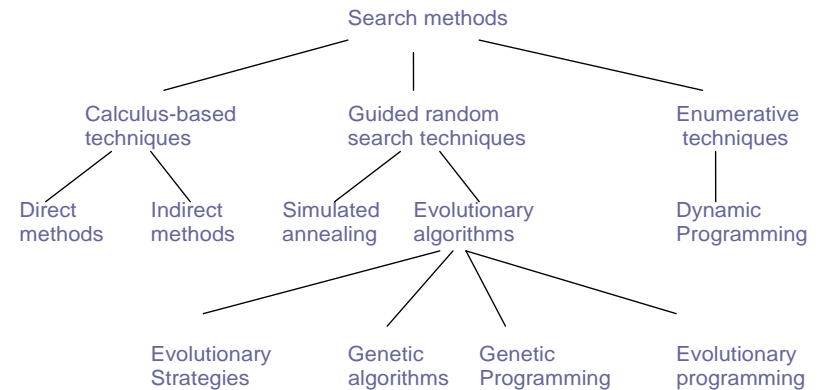 Search methods
Calculus-based
techniques
Guided random
search techniques
Enumerative
techniques
Direct
methods
Indirect
methods
Simulated
annealing
Evolutionary
algorithms
Dynamic
Programming
Evolutionary
Strategies
Genetic
algorithms
Genetic
Programming
Evolutionary
programming